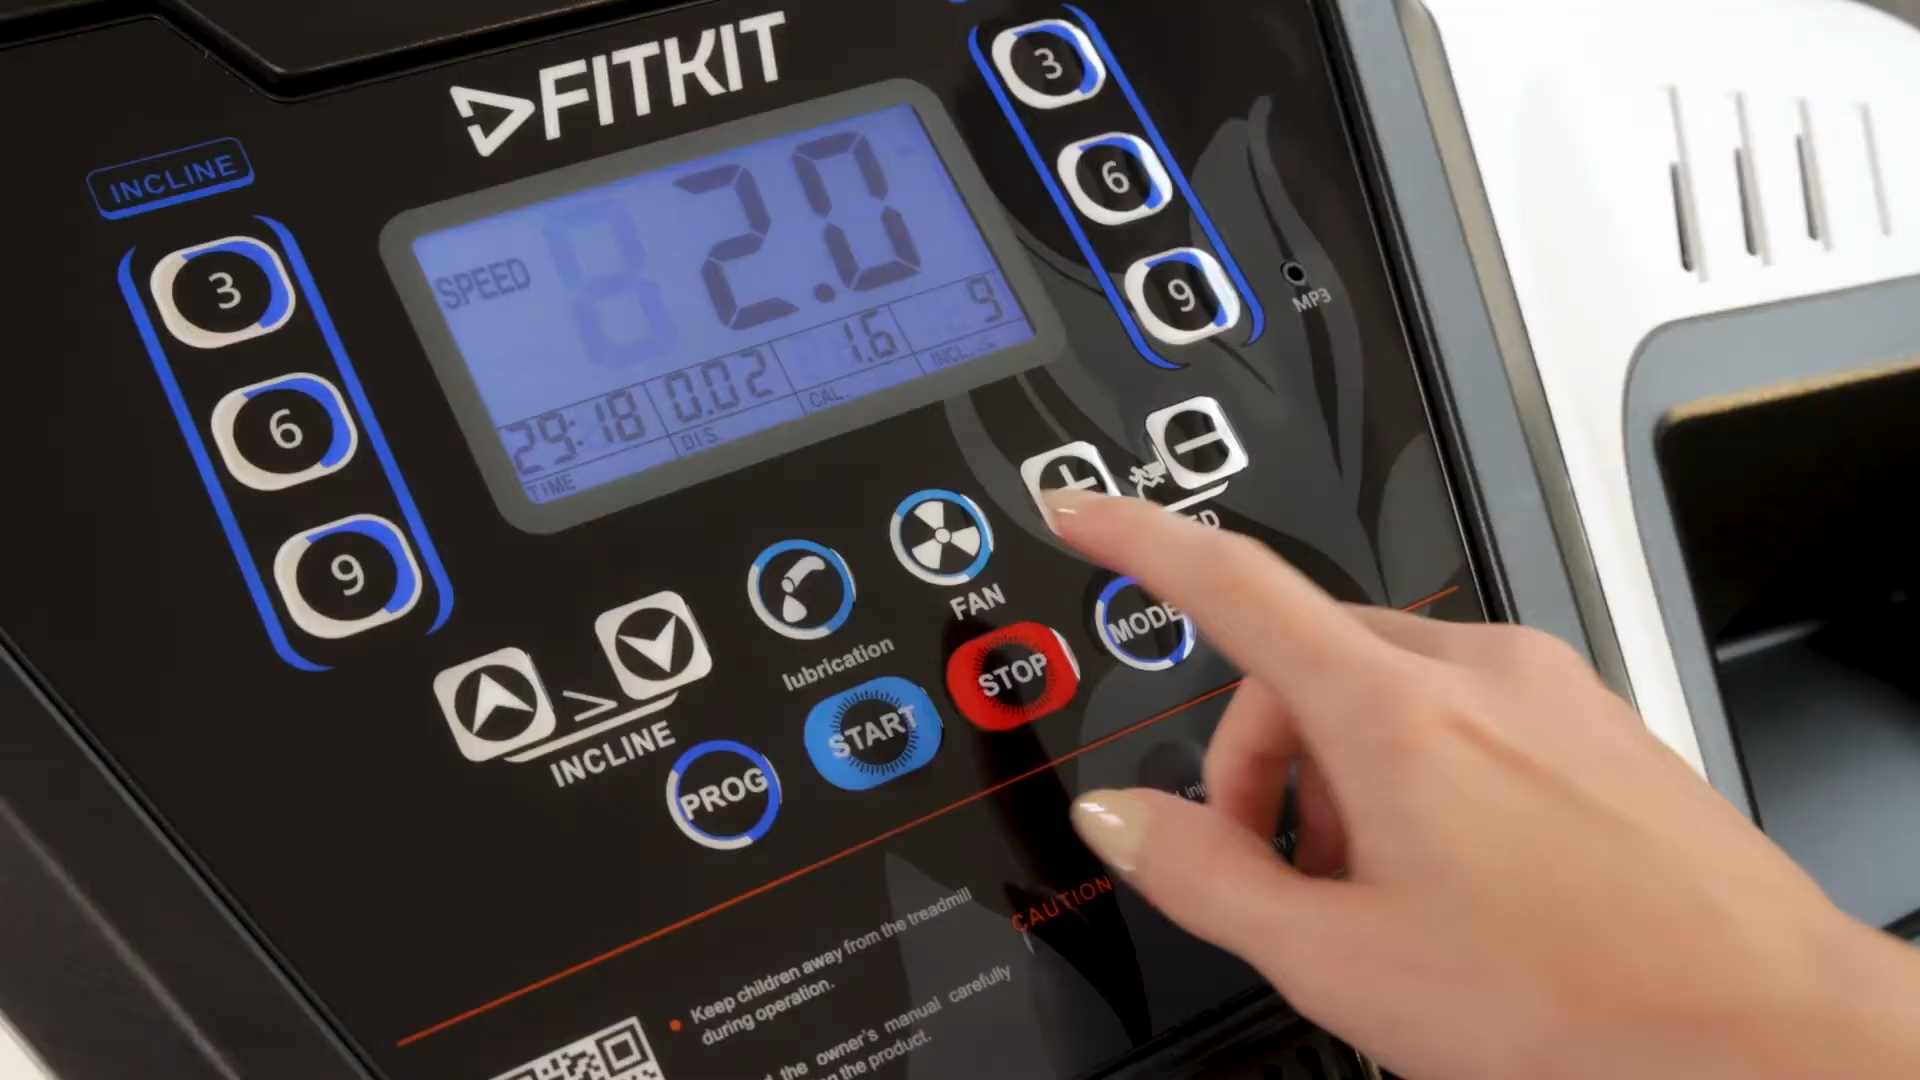 FITKIT
3
6
9
INCLINE
3
6
9
SPEED 2.0
29:18 0.02 1.6 9
TIME DIS. CAL.
MP3
+ −
FAN
lubrication
MODE
STOP
START
INCLINE
PROG
CAUTION
Keep children away from the treadmill
during operation.
the owner's manual carefully
the product.